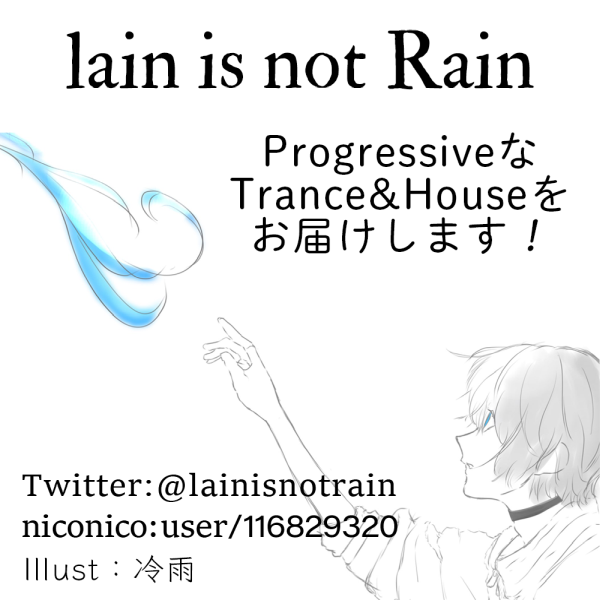 lain is not Rain
Progressiveな
Trance&Houseを
お届けします！
Twitter:@lainisnotrain
niconico:user/116829320
Illust：冷雨